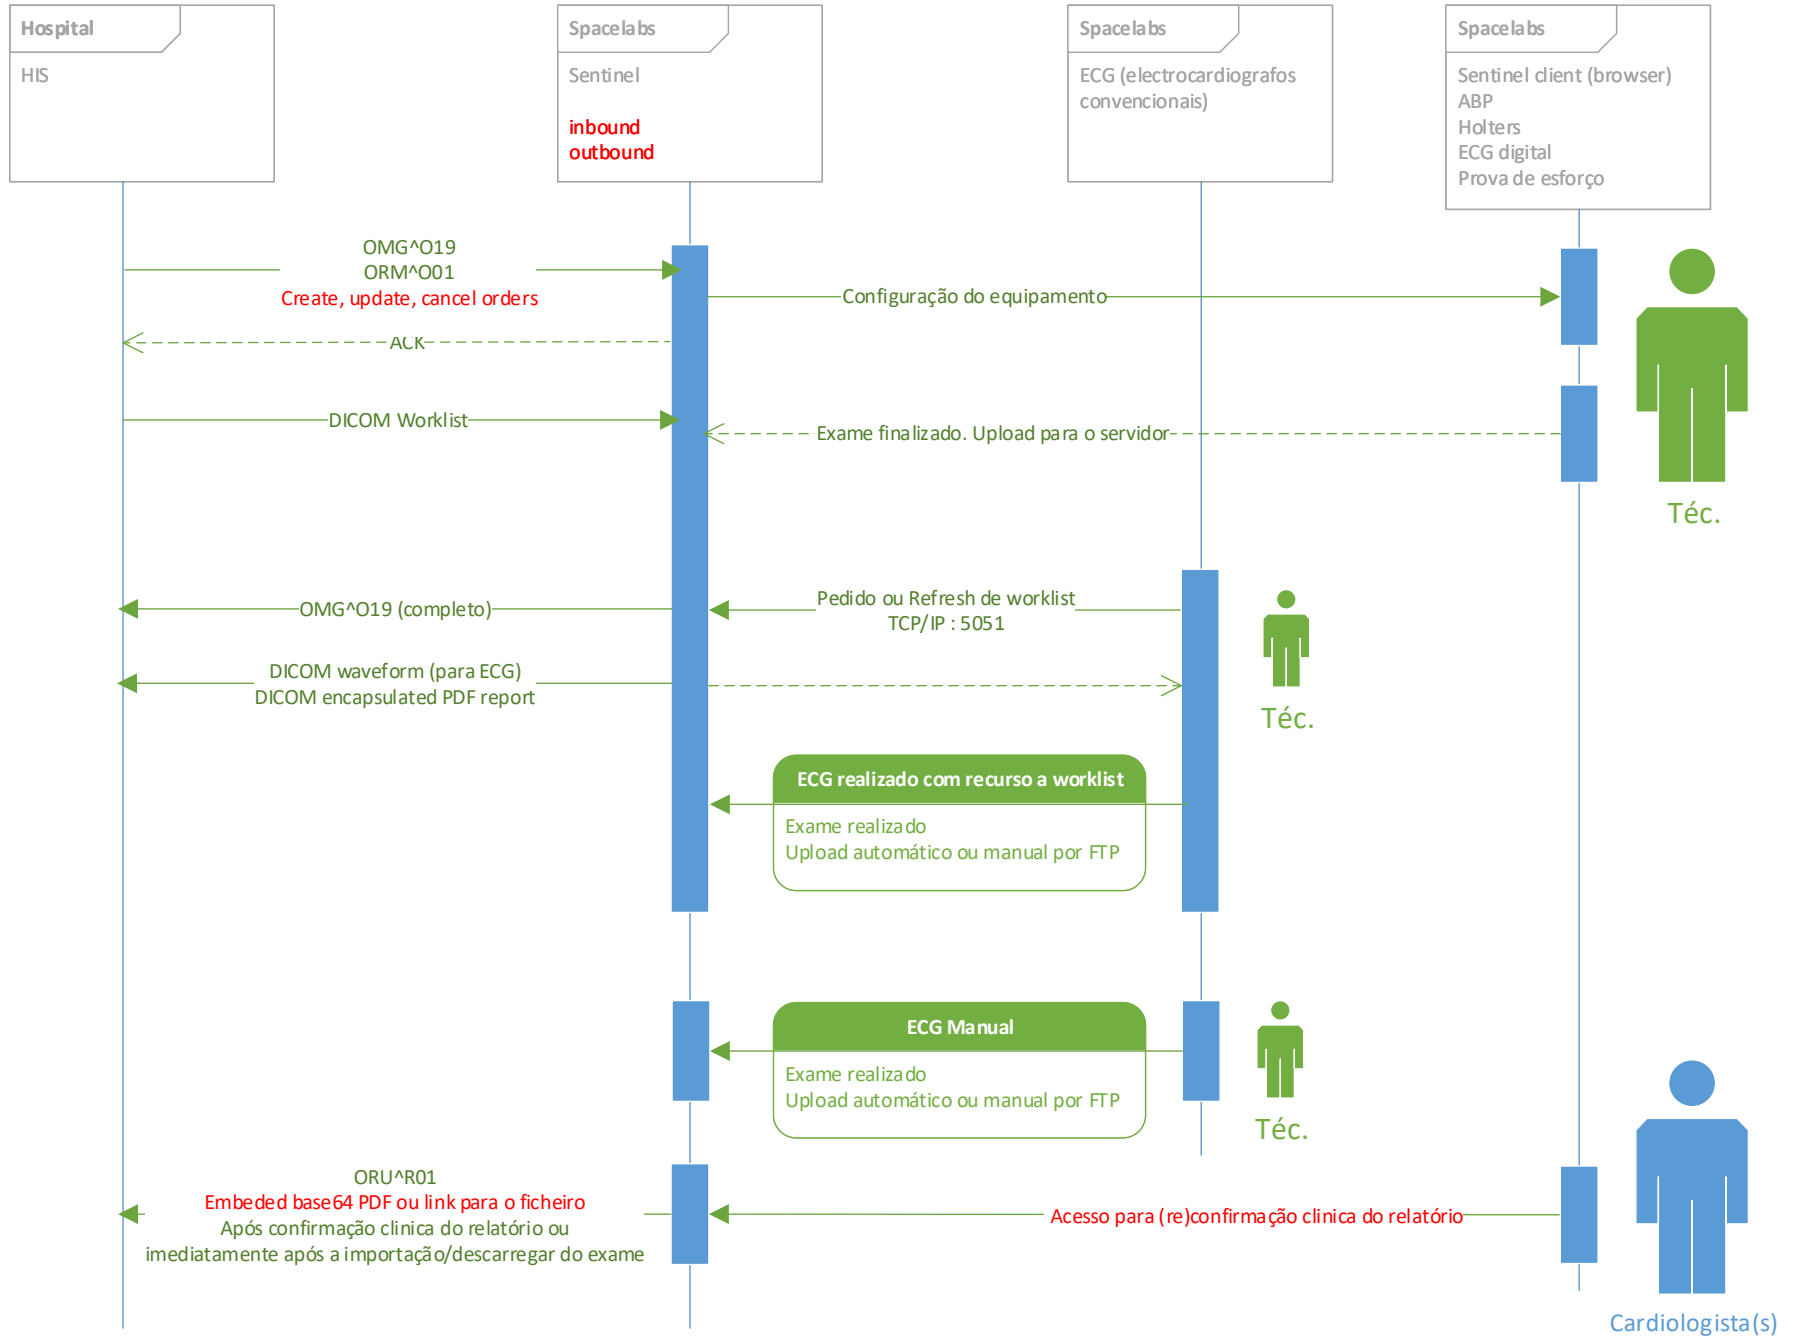 Hospital
HIS
Spacelabs
Sentinel
inbound
outbound
Spacelabs
ECG (electrocardiografos
convencionais)
Spacelabs
Sentinel client (browser)
ABP
Holters
ECG digital
Prova de esforço
OMG^O19
ORM^O01
Create, update, cancel orders
Configuração do equipamento
ACK
DICOM Worklist
Exame finalizado. Upload para o servidor
Téc.
OMG^O19 (completo)
Pedido ou Refresh de worklist
TCP/IP : 5051
DICOM waveform (para ECG)
DICOM encapsulated PDF report
Téc.
ECG realizado com recurso a worklist
Exame realizado
Upload automático ou manual por FTP
ECG Manual
Exame realizado
Upload automático ou manual por FTP
Téc.
ORU^R01
Embeded base64 PDF ou link para o ficheiro
Após confirmação clinica do relatório ou
imediatamente após a importação/descarregar do exame
Acesso para (re)confirmação clinica do relatório
Cardiologista(s)